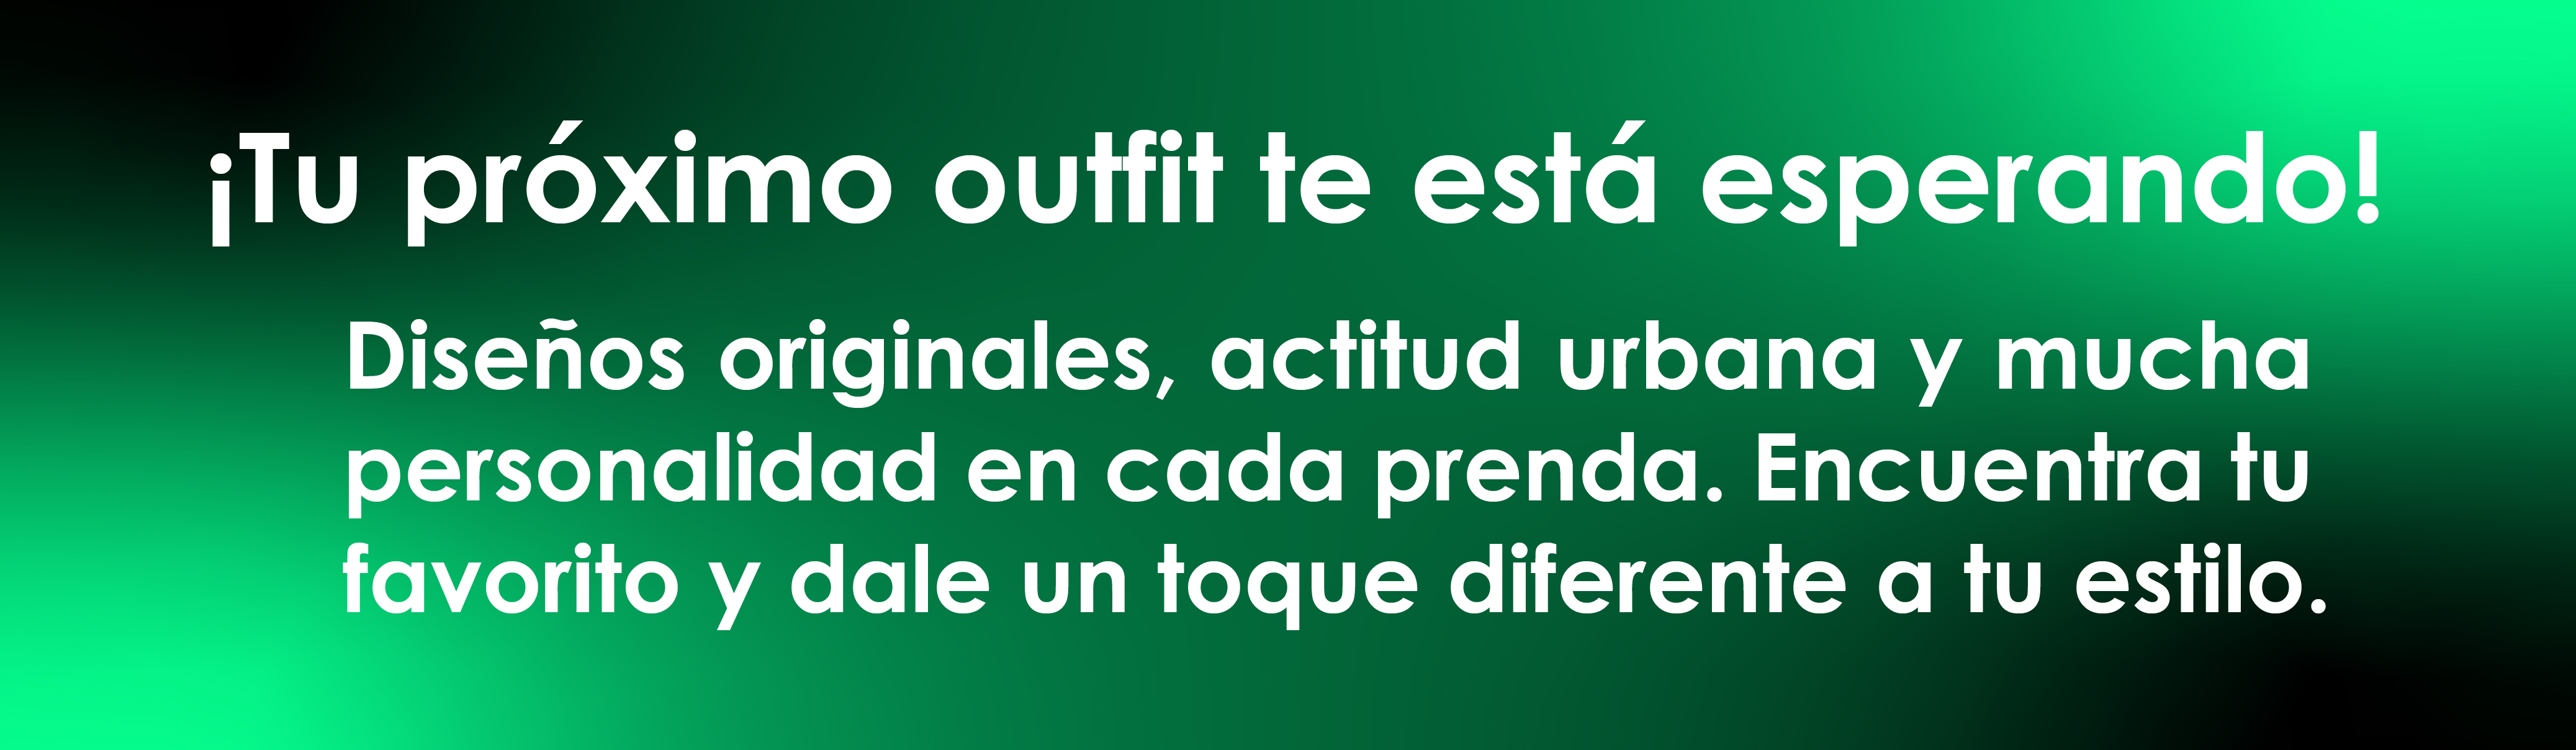 ¡Tu próximo outfit te está esperando!
Diseños originales, actitud urbana y mucha
personalidad en cada prenda. Encuentra tu
favorito y dale un toque diferente a tu estilo.